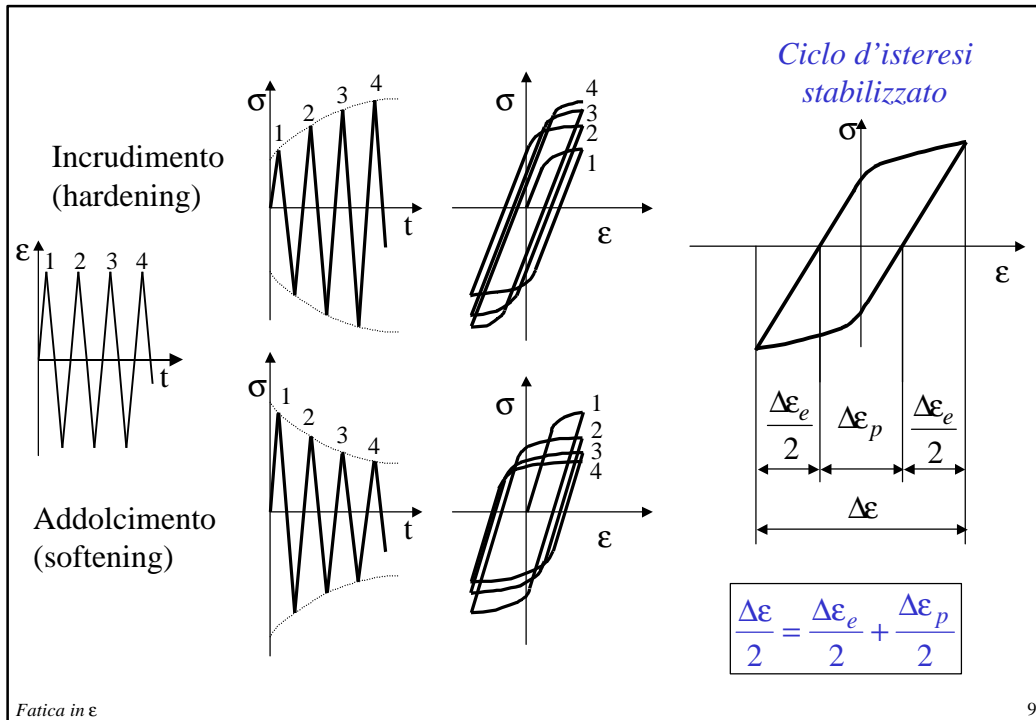 Ciclo d'isteresi
stabilizzato
Incrudimento
(hardening)
ε
1 2 3 4
t
σ
1
2
3
4
t
σ
4
3
2
1
ε
σ
ε
Addolcimento
(softening)
σ
1
2
3
4
t
σ
1
2
3
4
ε
Δεe/2 Δεp Δεe/2
Δε
Δε/2 = Δεe/2 + Δεp/2
Fatica in ε
9